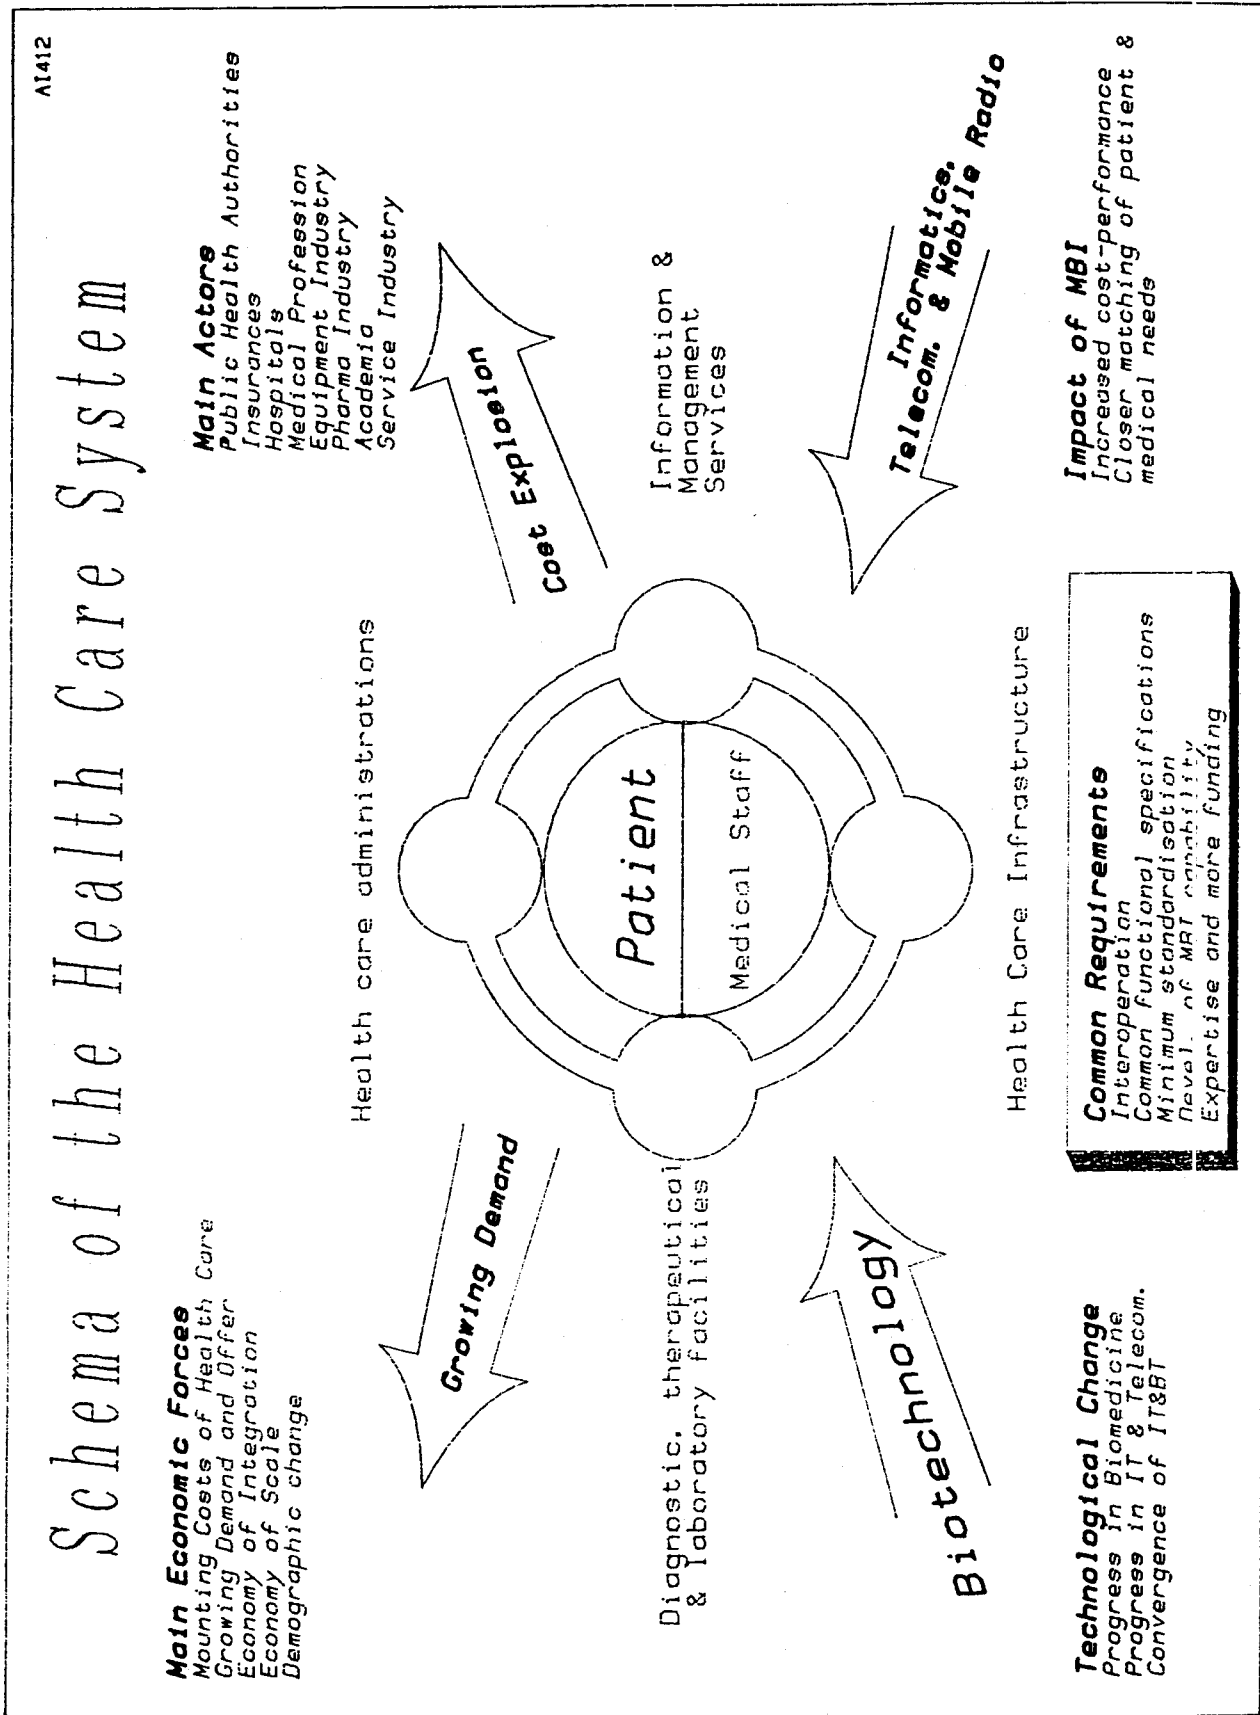 AI412
Schema of the Health Care System
Main Economic Forces
Mounting Costs of Health Care
Growing Demand and Offer
Economy of Integration
Economy of Scale
Demographic change
Main Actors
Public Health Authorities
Insurances
Hospitals
Medical Profession
Equipment Industry
Pharma Industry
Academia
Service Industry
Health care administrations
Growing Demand
Cost Explosion
Diagnostic, therapeutical
& laboratory facilities
Patient
Medical Staff
Information &
Management
Services
Biotechnology
Informatics,
Telecom. & Mobile Radio
Health Care Infrastructure
Technological Change
Progress in Biomedicine
Progress in IT & Telecom.
Convergence of IT&BT
Common Requirements
Interoperation
Common functional specifications
Minimum standardisation
Devel. of MBI capability
Expertise and more funding
Impact of MBI
Increased cost-performance
Closer matching of patient &
medical needs